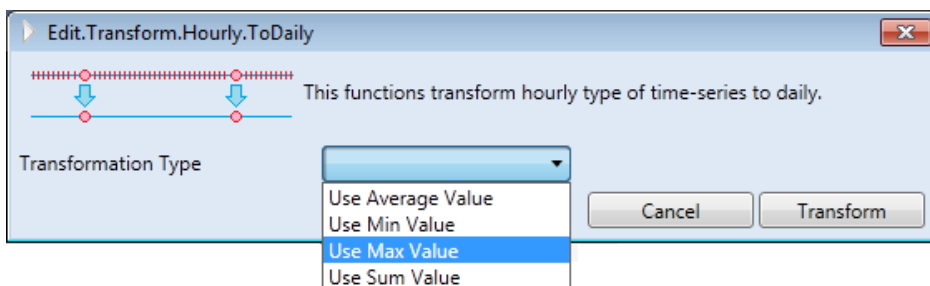 Edit.Transform.Hourly.ToDaily
This functions transform hourly type of time-series to daily.
Transformation Type
Use Average Value
Use Min Value
Use Max Value
Use Sum Value
Cancel
Transform